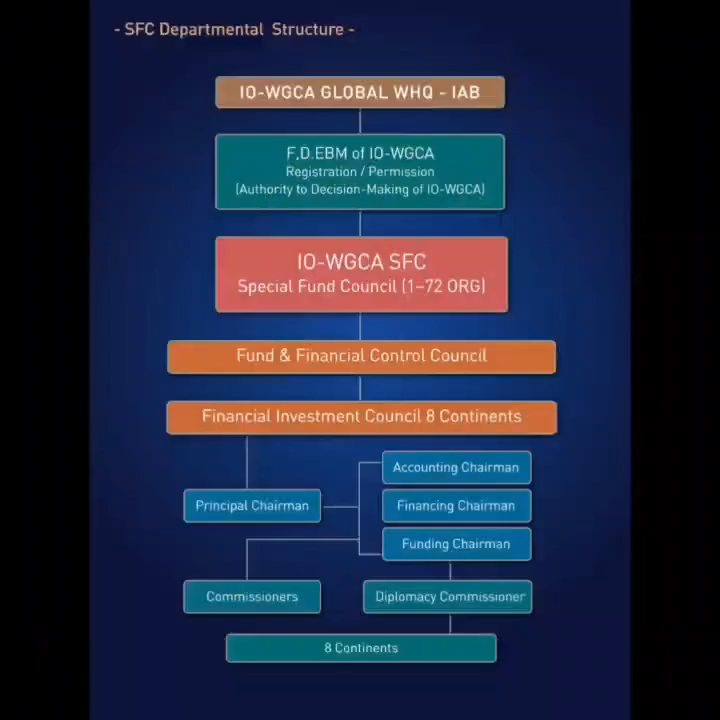 - SFC Departmental Structure -
IO-WGCA GLOBAL WHQ - IAB
F,D.EBM of IO-WGCA
Registration / Permission
(Authority to Decision-Making of IO-WGCA)
IO-WGCA SFC
Special Fund Council (1-72 ORG)
Fund & Financial Control Council
Financial Investment Council 8 Continents
Accounting Chairman
Principal Chairman
Financing Chairman
Funding Chairman
Commissioners
Diplomacy Commissioner
8 Continents